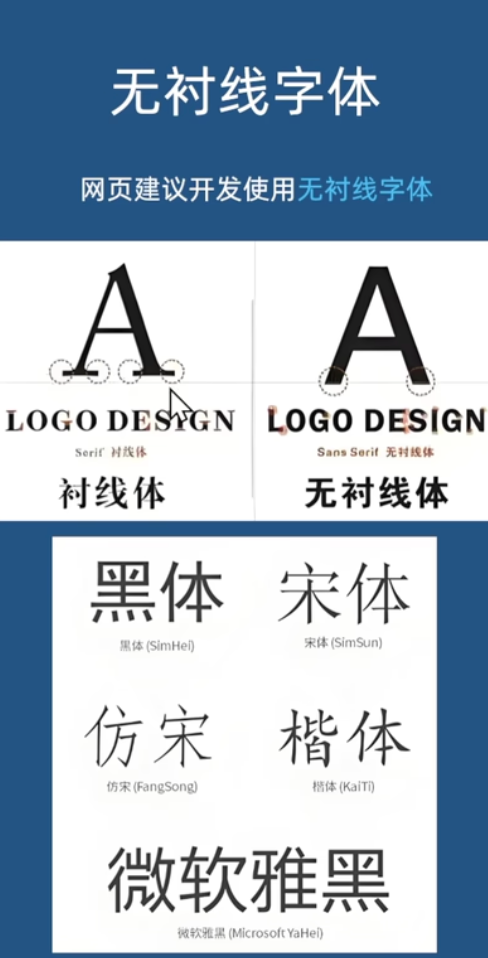 无衬线字体
网页建议开发使用无衬线字体
A
A
LOGO DESIGN
LOGO DESIGN
Serif 衬线体
Sans Serif 无衬线体
衬线体
无衬线体
黑体
宋体
黑体 (SimHei)
宋体 (SimSun)
仿宋
楷体
仿宋 (FangSong)
楷体 (KaiTi)
微软雅黑
微软雅黑 (Microsoft YaHei)